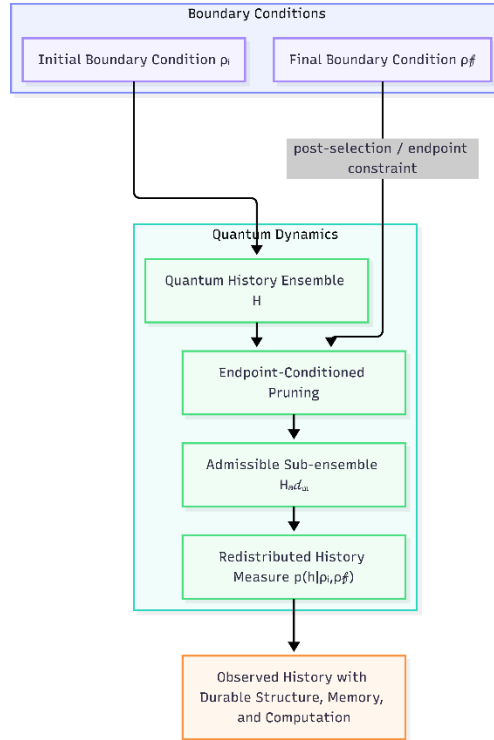 Boundary Conditions
Initial Boundary Condition ρᵢ
Final Boundary Condition ρ𝒻
post-selection / endpoint
constraint
Quantum Dynamics
Quantum History Ensemble
H
Endpoint-Conditioned
Pruning
Admissible Sub-ensemble
Redistributed History
Measure p(h|ρᵢ,ρ𝒻)
Observed History with
Durable Structure, Memory,
and Computation